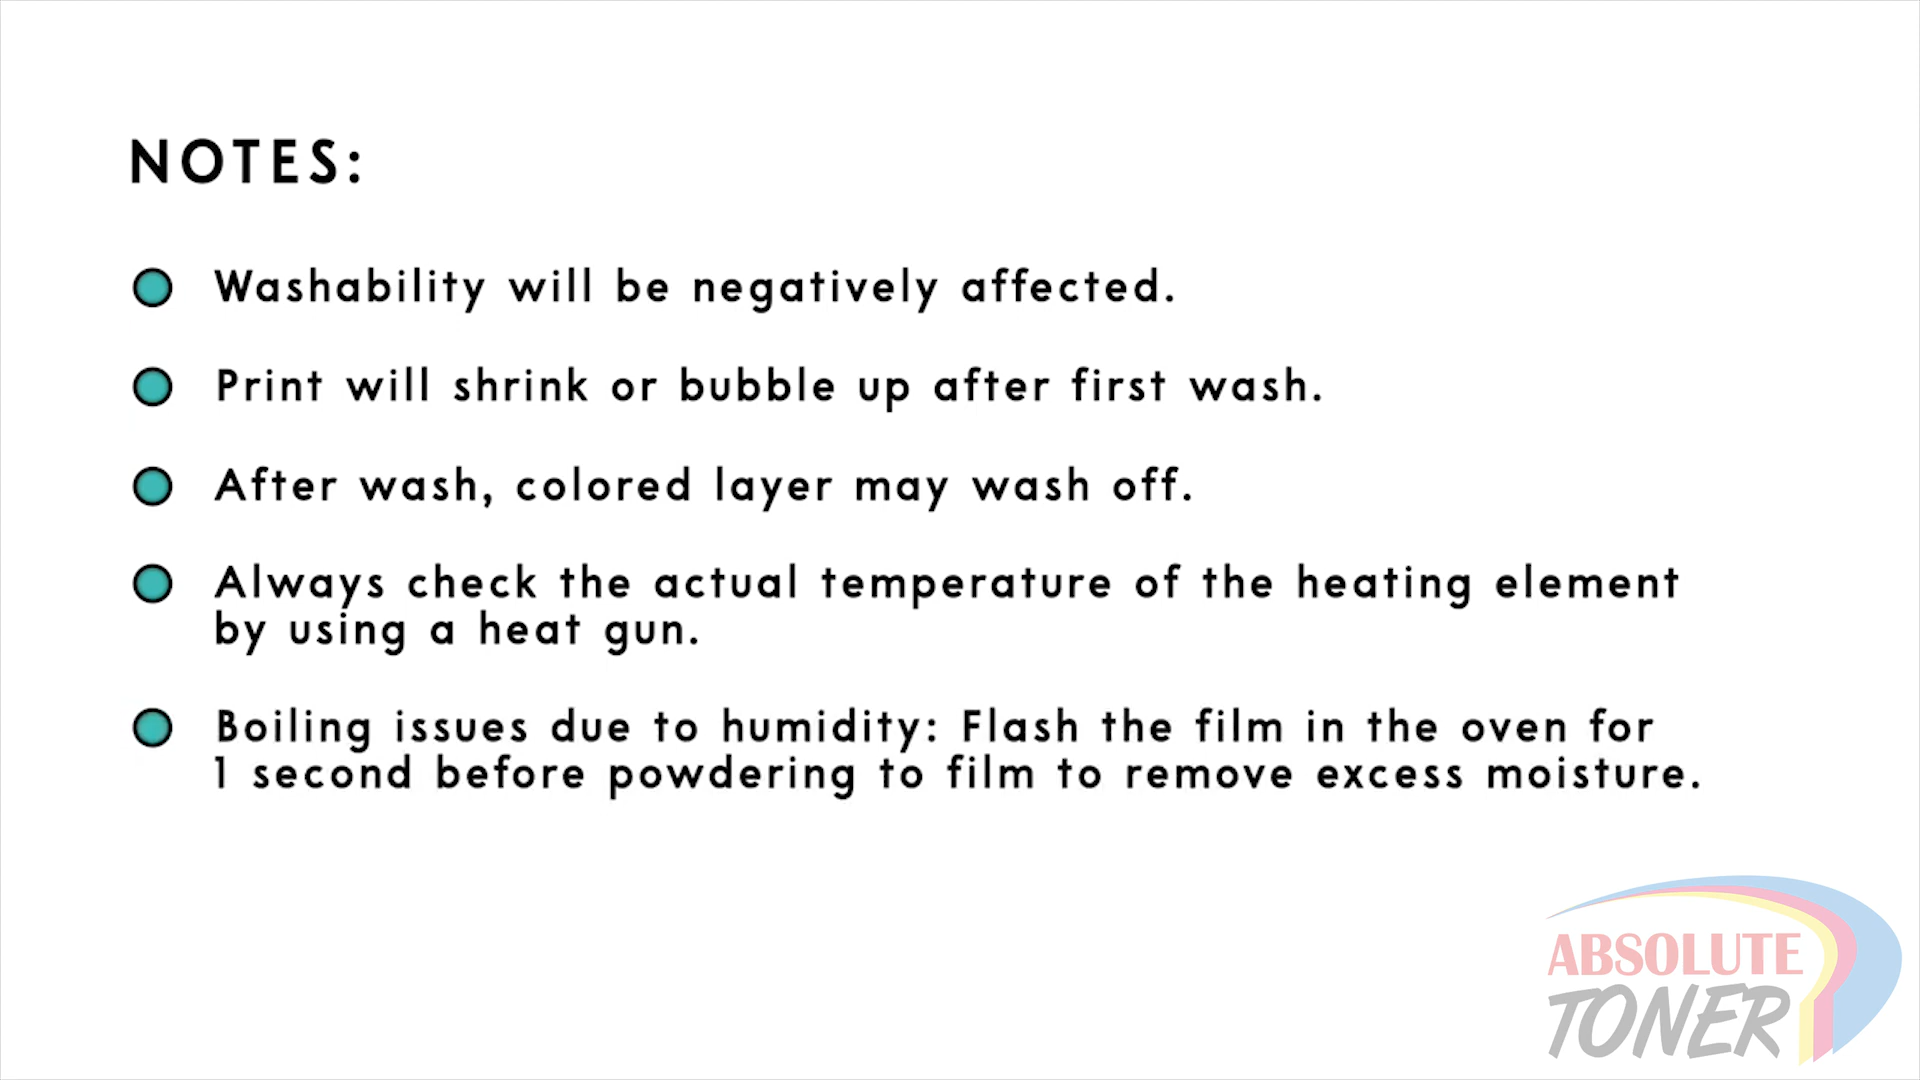 NOTES:
Washability will be negatively affected.
Print will shrink or bubble up after first wash.
After wash, colored layer may wash off.
Always check the actual temperature of the heating element
by using a heat gun.
Boiling issues due to humidity: Flash the film in the oven for
1 second before powdering to film to remove excess moisture.
ABSOLUTE
TONER